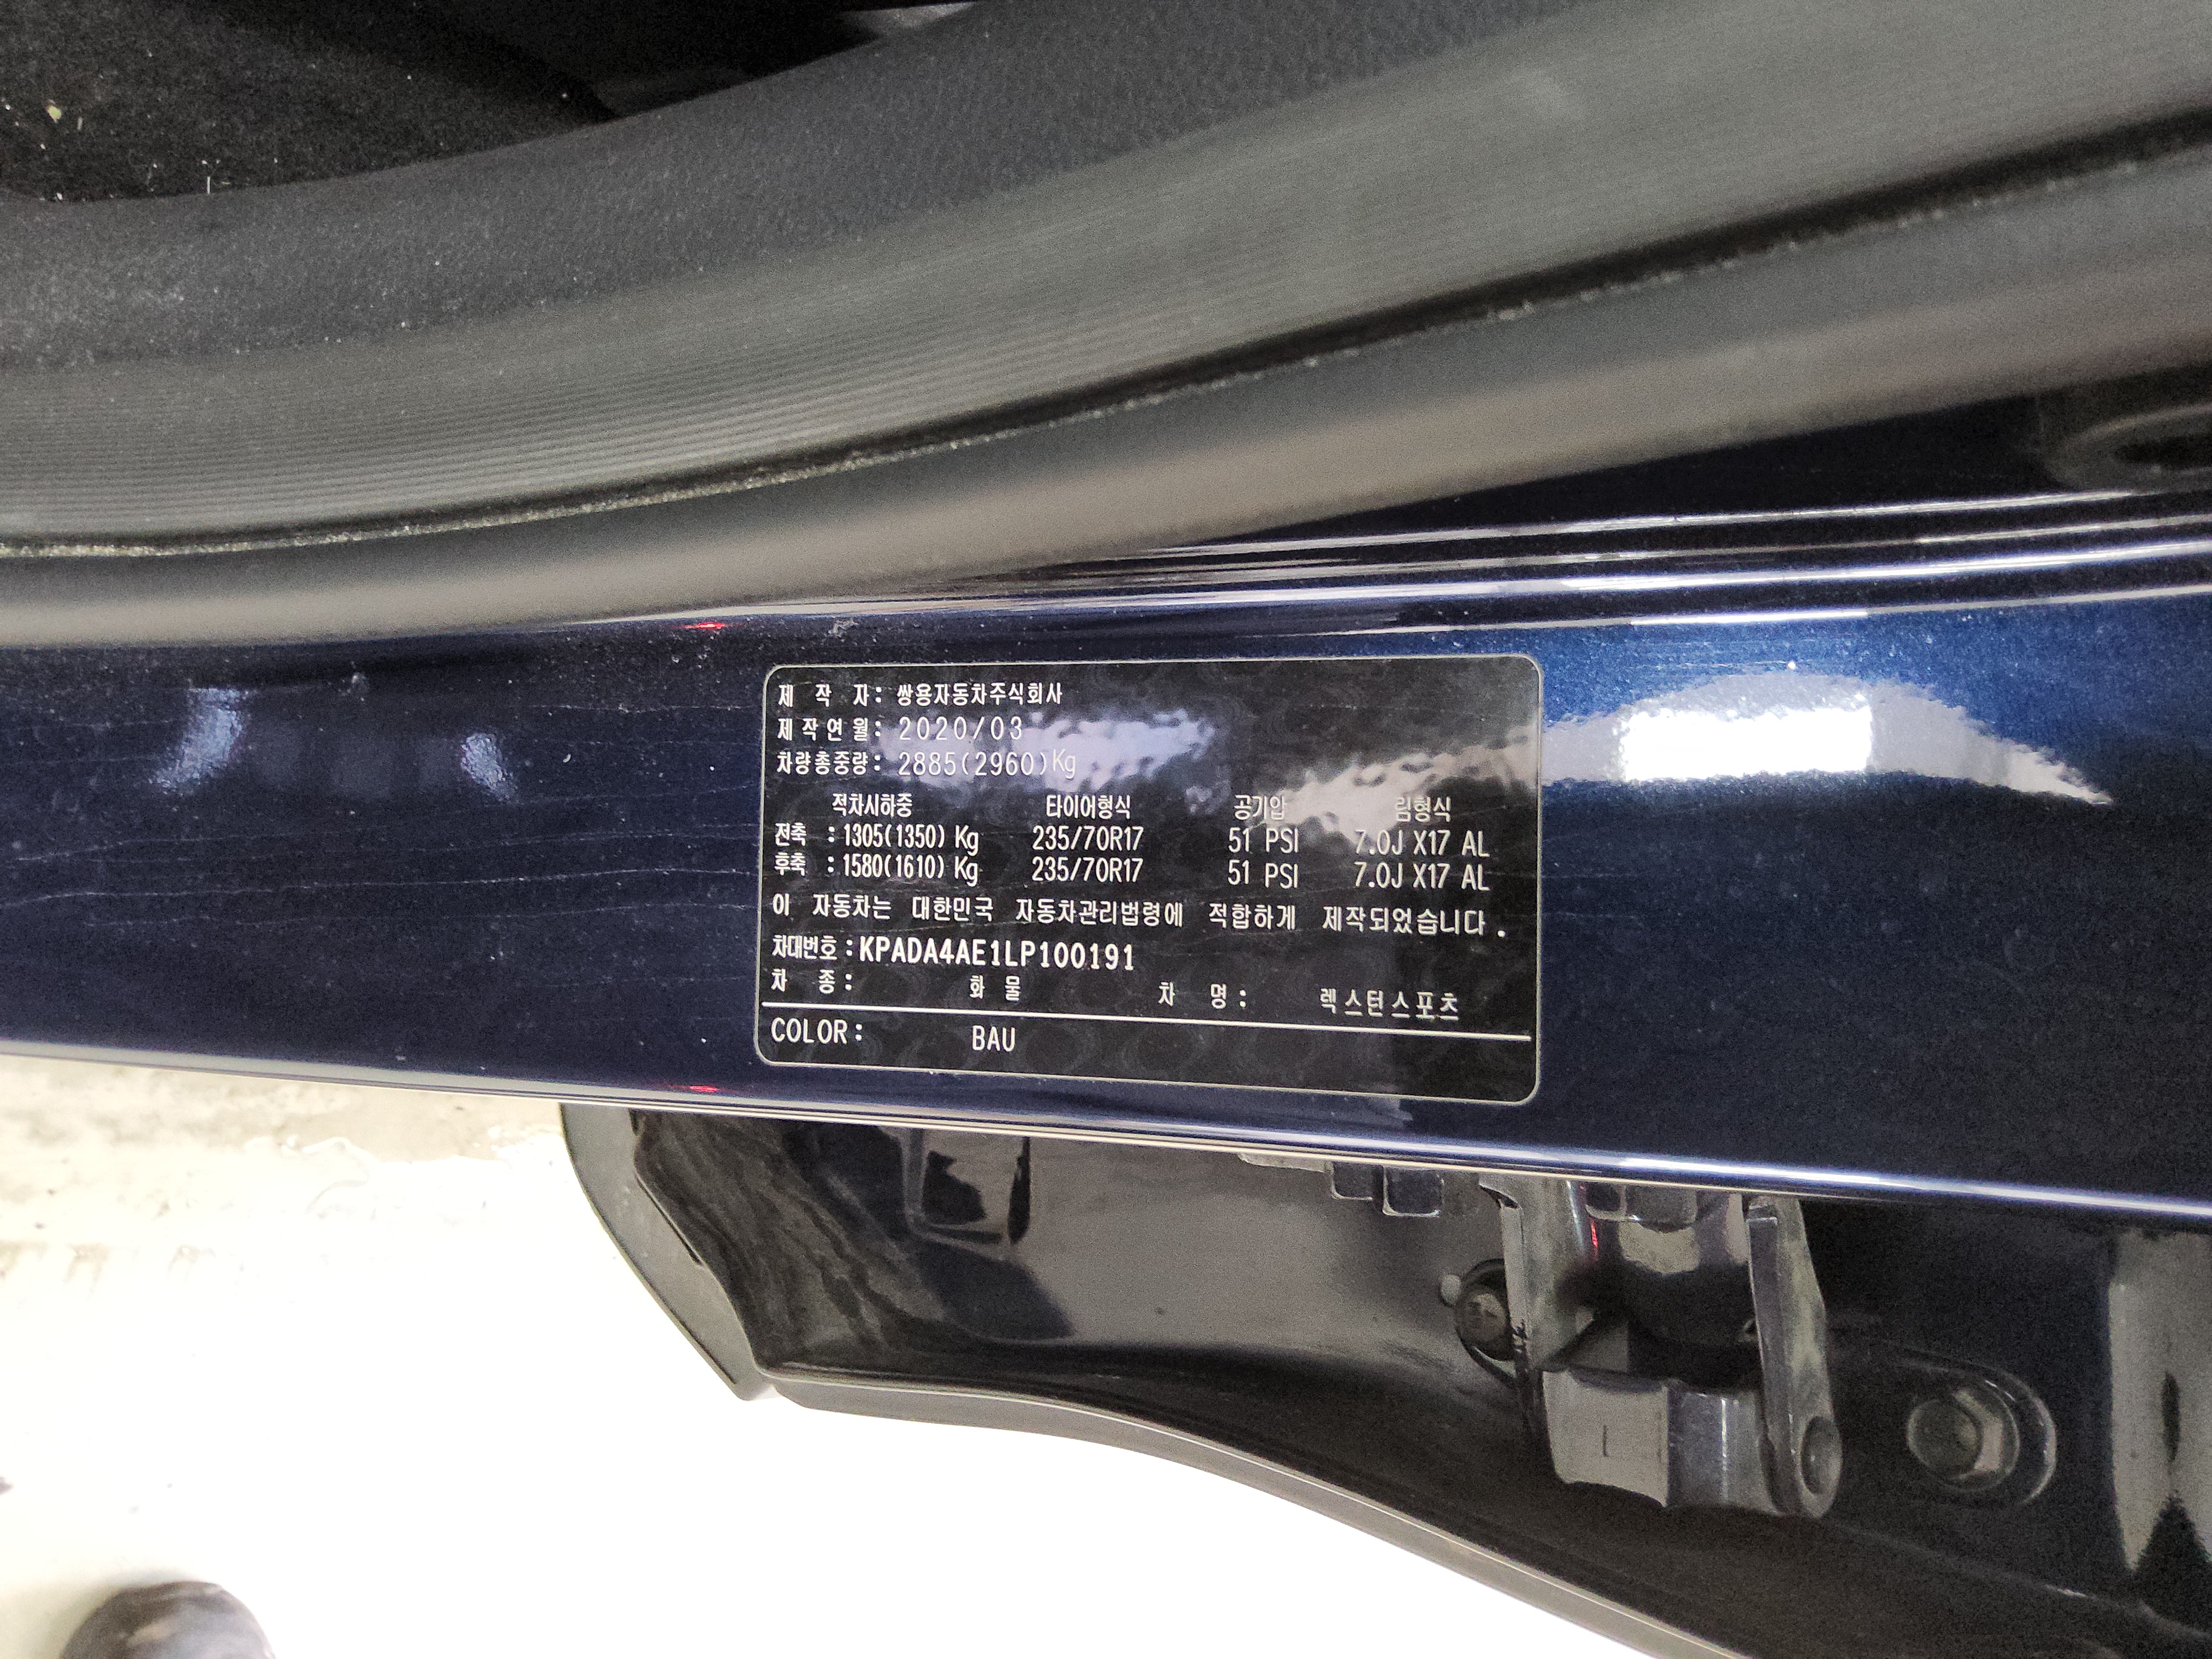 제 작 자: 쌍용자동차주식회사
제작연월: 2020/03
차량총중량: 2885(2960)Kg
적차시하중 타이어형식 공기압 림형식
전축 : 1305(1350) Kg 235/70R17 51 PSI 7.0J X17 AL
후축 : 1580(1610) Kg 235/70R17 51 PSI 7.0J X17 AL
이 자동차는 대한민국 자동차관리법령에 적합하게 제작되었습니다.
차대번호:KPADA4AE1LP100191
차 종: 화물 차 명: 렉스턴스포츠
COLOR: BAU